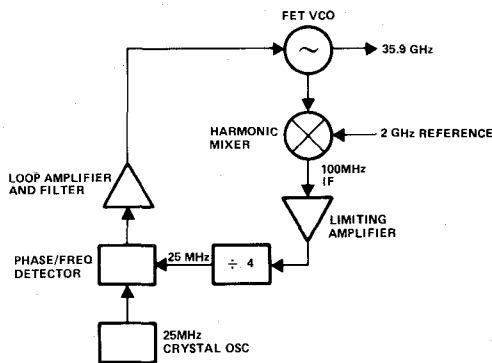 FET VCO
~
35.9 GHz
HARMONIC
MIXER
2 GHz REFERENCE
100MHz
IF
LOOP AMPLIFIER
AND FILTER
LIMITING
AMPLIFIER
PHASE/FREQ
DETECTOR
25 MHz
÷ 4
25MHz
CRYSTAL OSC